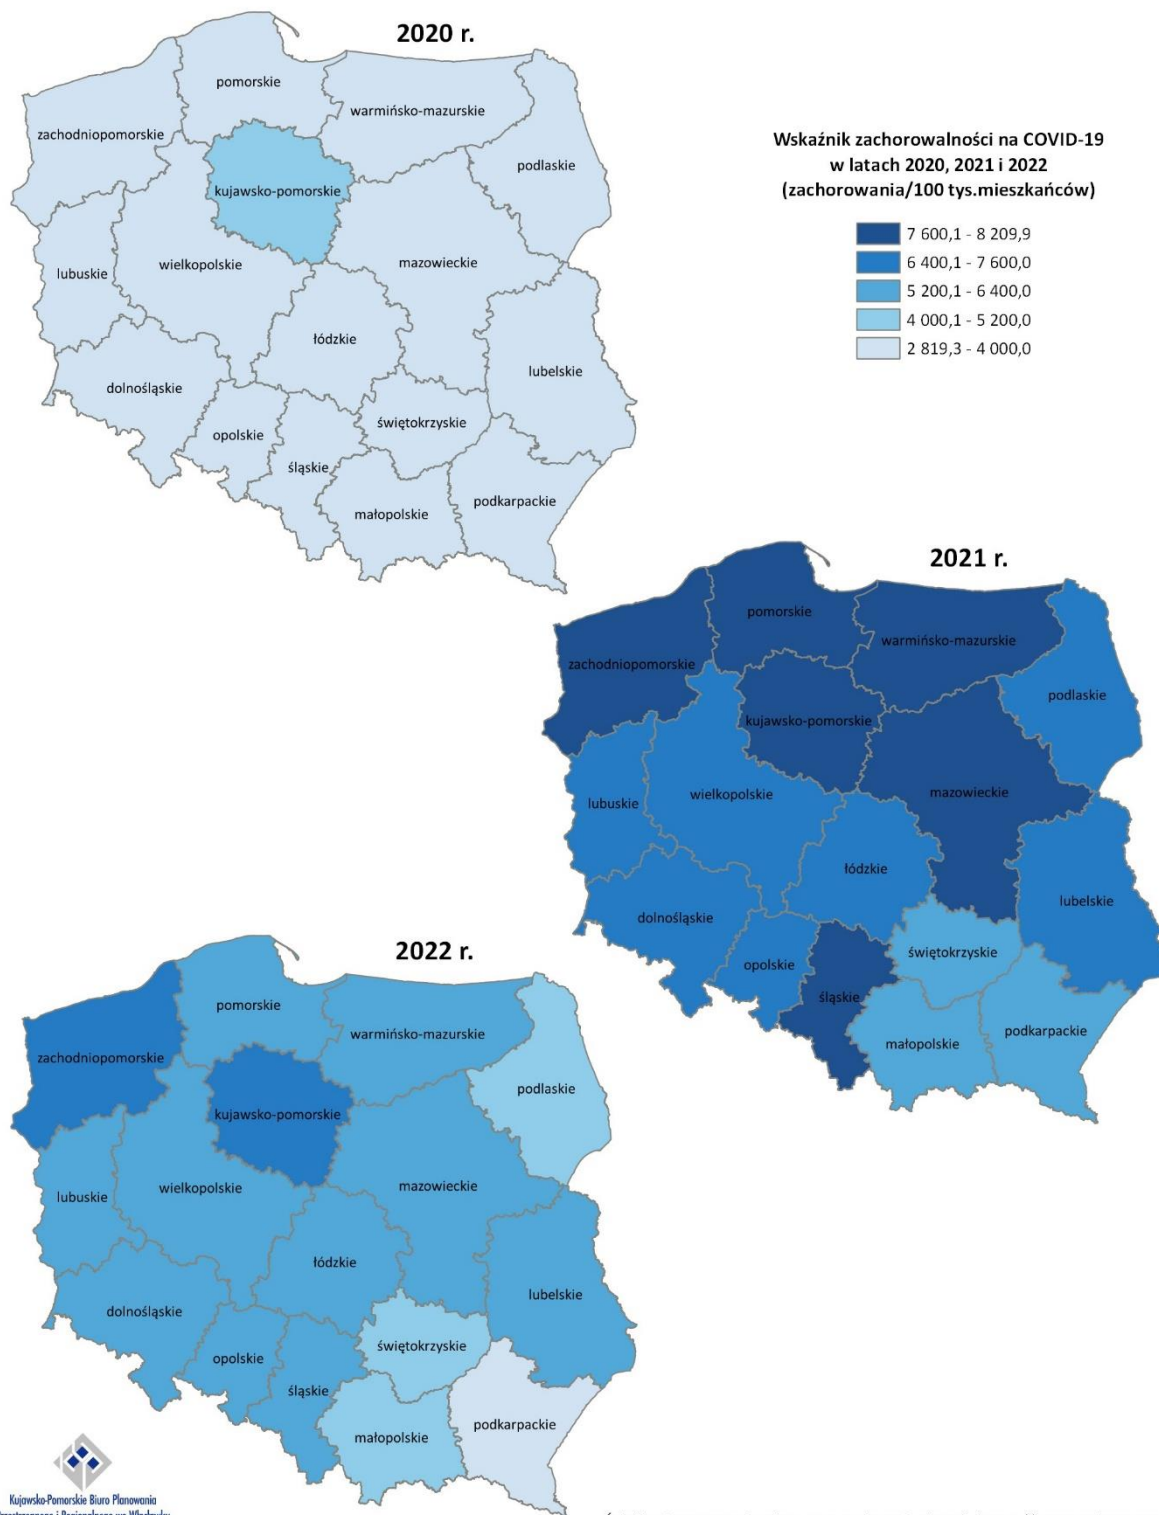 2020 r.
pomorskie
warmińsko-mazurskie
zachodniopomorskie
podlaskie
kujawsko-pomorskie
wielkopolskie
mazowieckie
lubuskie
łódzkie
lubelskie
dolnośląskie
świętokrzyskie
opolskie
śląskie
podkarpackie
małopolskie
Wskaźnik zachorowalności na COVID-19
w latach 2020, 2021 i 2022
(zachorowania/100 tys.mieszkańców)
7 600,1 - 8 209,9
6 400,1 - 7 600,0
5 200,1 - 6 400,0
4 000,1 - 5 200,0
2 819,3 - 4 000,0
2021 r.
pomorskie
warmińsko-mazurskie
zachodniopomorskie
podlaskie
kujawsko-pomorskie
mazowieckie
wielkopolskie
lubuskie
łódzkie
lubelskie
dolnośląskie
świętokrzyskie
opolskie
śląskie
podkarpackie
małopolskie
2022 r.
pomorskie
warmińsko-mazurskie
zachodniopomorskie
podlaskie
kujawsko-pomorskie
wielkopolskie
mazowieckie
lubuskie
łódzkie
lubelskie
dolnośląskie
świętokrzyskie
opolskie
śląskie
podkarpackie
małopolskie
Kujawsko-Pomorskie Biuro Planowania